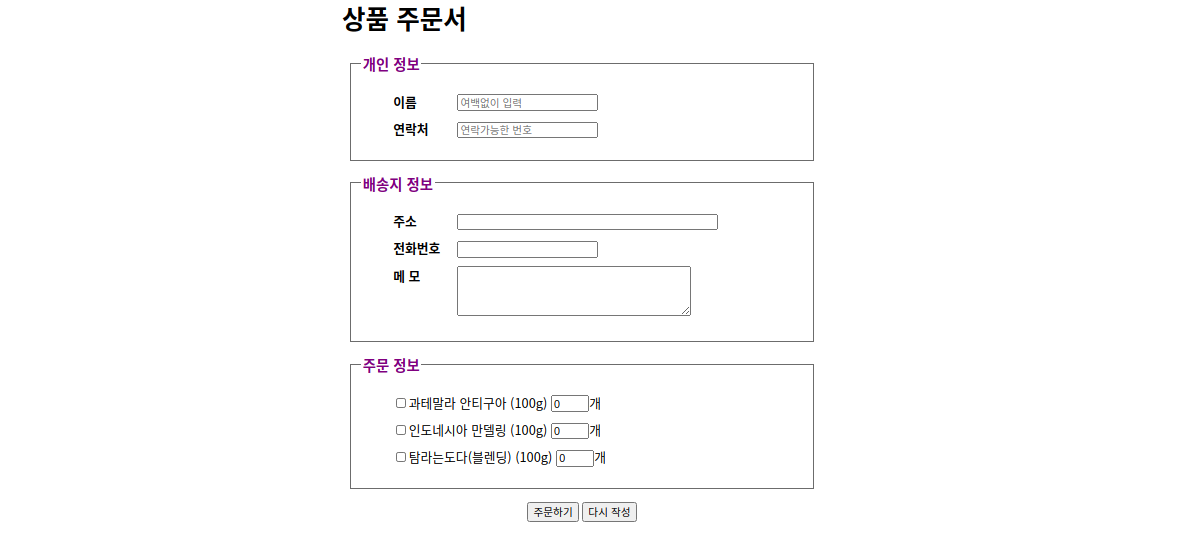 상품 주문서
개인 정보
이름 여백없이 입력
연락처 연락가능한 번호
배송지 정보
주소
전화번호
메 모
주문 정보
과테말라 안티구아 (100g) 0개
인도네시아 만델링 (100g) 0개
탐라는도다(블렌딩) (100g) 0개
주문하기 다시 작성